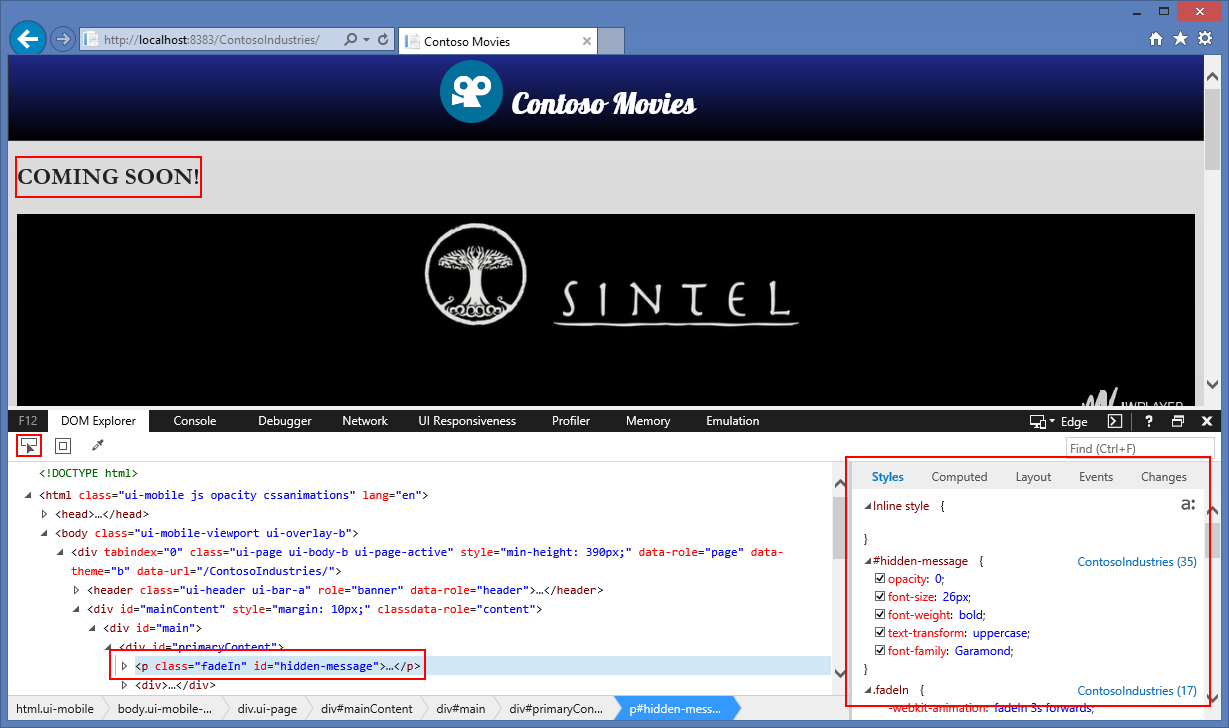 http://localhost:8383/ContosoIndustries/
Contoso Movies
Contoso Movies
COMING SOON!
SINTEL
JWPLAYER
F12 DOM Explorer Console Debugger Network UI Responsiveness Profiler Memory Emulation Edge ?
Find (Ctrl+F)
<!DOCTYPE html>
<html class="ui-mobile js opacity cssanimations" lang="en">
<head>…</head>
<body class="ui-mobile-viewport ui-overlay-b">
<div tabindex="0" class="ui-page ui-body-b ui-page-active" style="min-height: 390px;" data-role="page" data-
theme="b" data-url="/ContosoIndustries/">
<header class="ui-header ui-bar-a" role="banner" data-role="header">…</header>
<div id="mainContent" style="margin: 10px;" classdata-role="content">
<div id="main">
<div id="primaryContent">
<p class="fadeIn" id="hidden-message">…</p>
<div>…</div>
html.ui-mobile body.ui-mobile-... div.ui-page div#mainContent div#main div#primaryCon... p#hidden-mess...
Styles Computed Layout Events Changes
Inline style {
a:
}
#hidden-message { ContosoIndustries (35)
opacity: 0;
font-size: 26px;
font-weight: bold;
text-transform: uppercase;
font-family: Garamond;
}
.fadeIn { ContosoIndustries (17)
-webkit-animation: fadeIn 3s forwards;